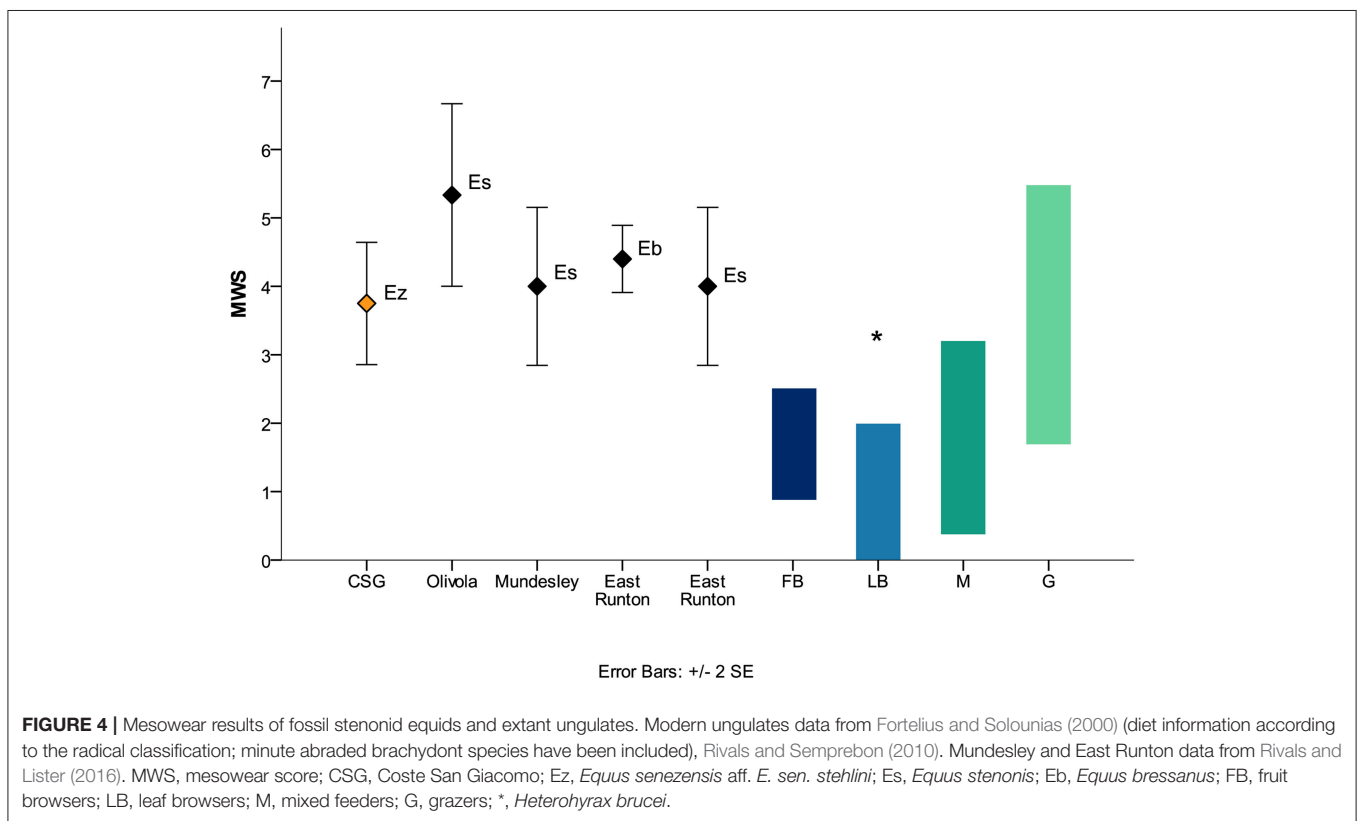 7
6
5
4
3
2
1
0
MWS
Ez
Es
Es
Eb
Es
*
CSG Olivola Mundesley East Runton East Runton FB LB M G
Error Bars: +/- 2 SE
FIGURE 4 | Mesowear results of fossil stenonid equids and extant ungulates. Modern ungulates data from Fortelius and Solounias (2000) (diet information according
to the radical classification; minute abraded brachydont species have been included), Rivals and Semprebon (2010). Mundesley and East Runton data from Rivals and
Lister (2016). MWS, mesowear score; CSG, Coste San Giacomo; Ez, Equus senezensis aff. E. sen. stehlini; Es, Equus stenonis; Eb, Equus bressanus; FB, fruit
browsers; LB, leaf browsers; M, mixed feeders; G, grazers; *, Heterohyrax brucei.